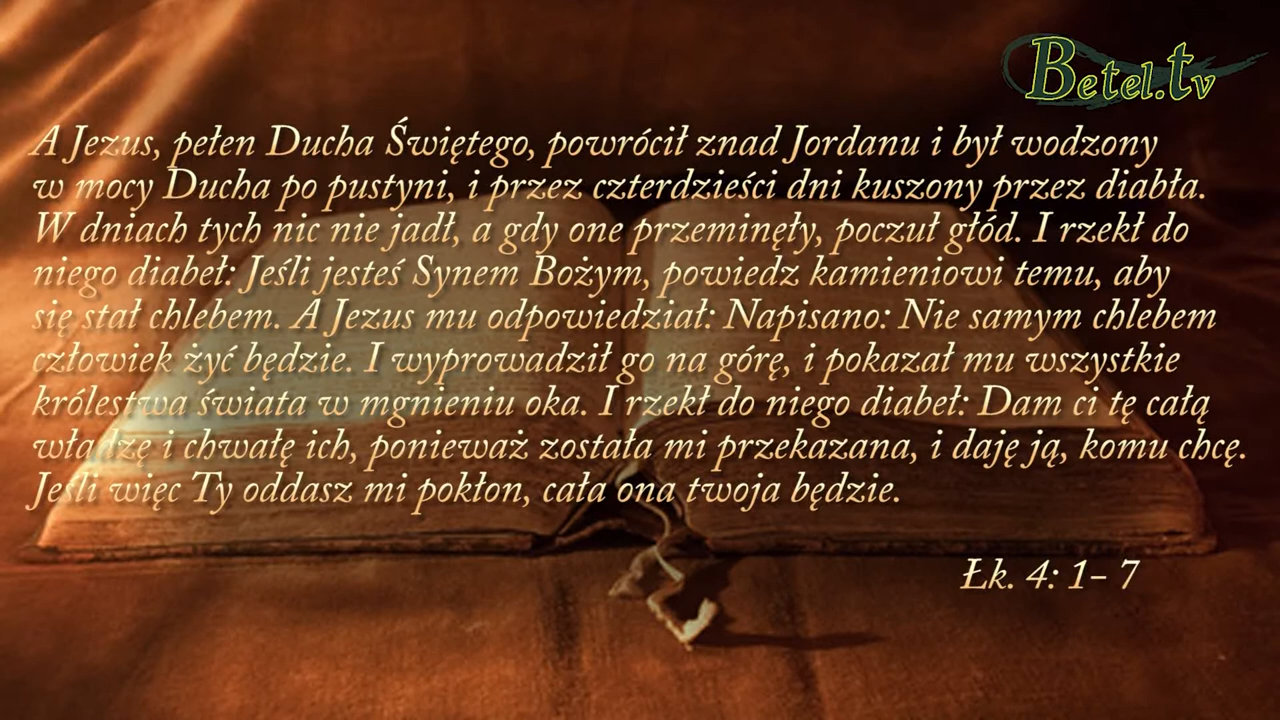 Betel.tv
A Jezus, pełen Ducha Świętego, powrócił znad Jordanu i był wodzony
w mocy Ducha po pustyni, i przez czterdzieści dni kuszony przez diabła.
W dniach tych nic nie jadł, a gdy one przeminęły, poczuł głód. I rzekł do
niego diabeł: Jeśli jesteś Synem Bożym, powiedz kamieniowi temu, aby
się stał chlebem. A Jezus mu odpowiedział: Napisano: Nie samym chlebem
człowiek żyć będzie. I wyprowadził go na górę, i pokazał mu wszystkie
królestwa świata w mgnieniu oka. I rzekł do niego diabeł: Dam ci tę całą
władzę i chwałę ich, ponieważ została mi przekazana, i daję ją, komu chcę.
Jeśli więc Ty oddasz mi pokłon, cała ona twoja będzie.
Łk. 4: 1– 7